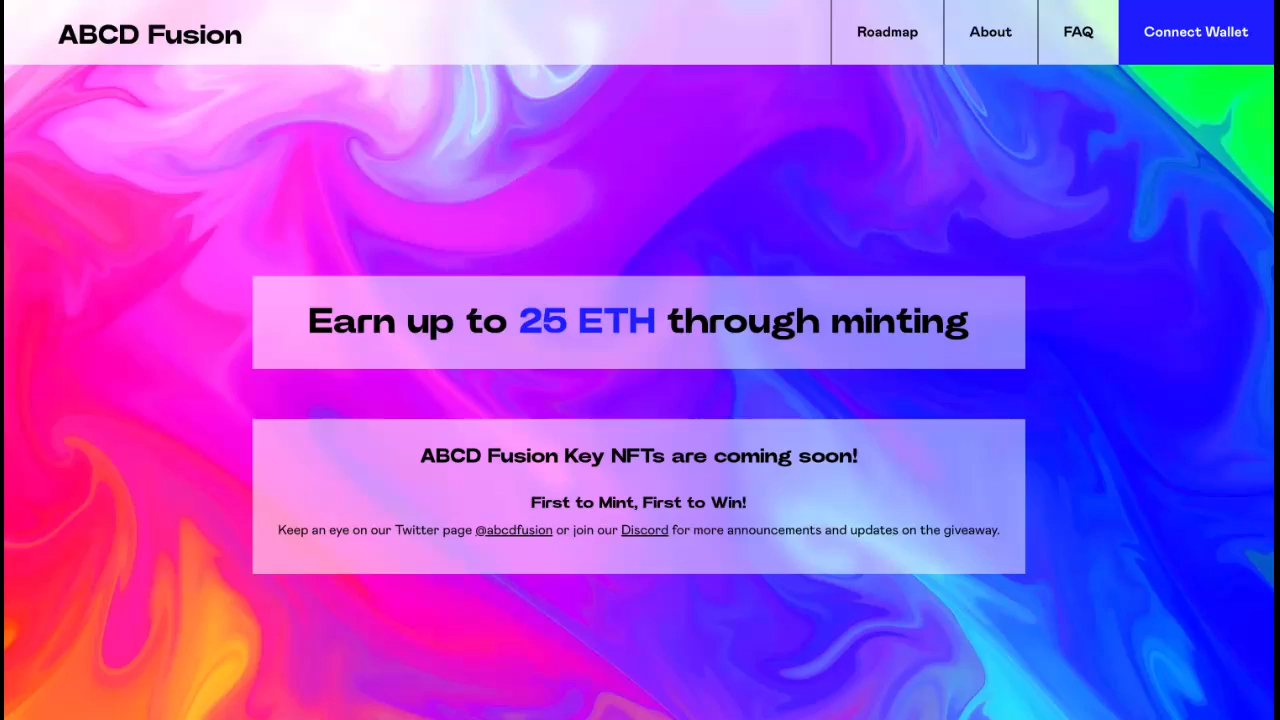 ABCD Fusion
Roadmap
About
FAQ
Connect Wallet
Earn up to 25 ETH through minting
ABCD Fusion Key NFTs are coming soon!
First to Mint, First to Win!
Keep an eye on our Twitter page @abcdfusion or join our Discord for more announcements and updates on the giveaway.